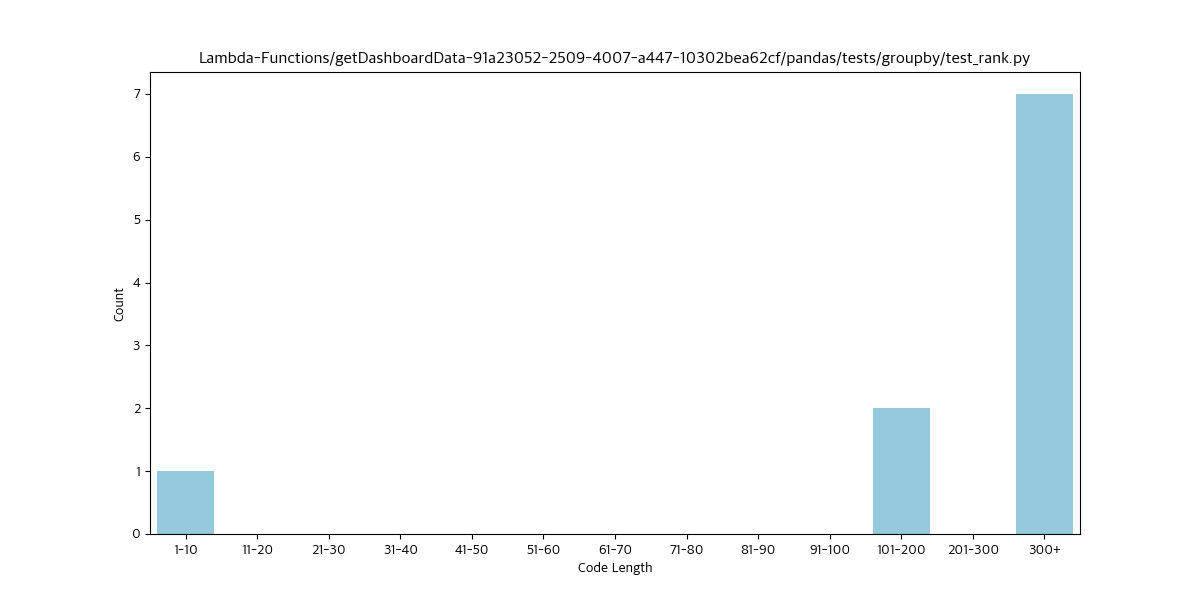 Lambda-Functions/getDashboardData-91a23052-2509-4007-a447-10302bea62cf/pandas/tests/groupby/test_rank.py
7
6
5
4
3
2
1
0
Count
1-10 11-20 21-30 31-40 41-50 51-60 61-70 71-80 81-90 91-100 101-200 201-300 300+
Code Length